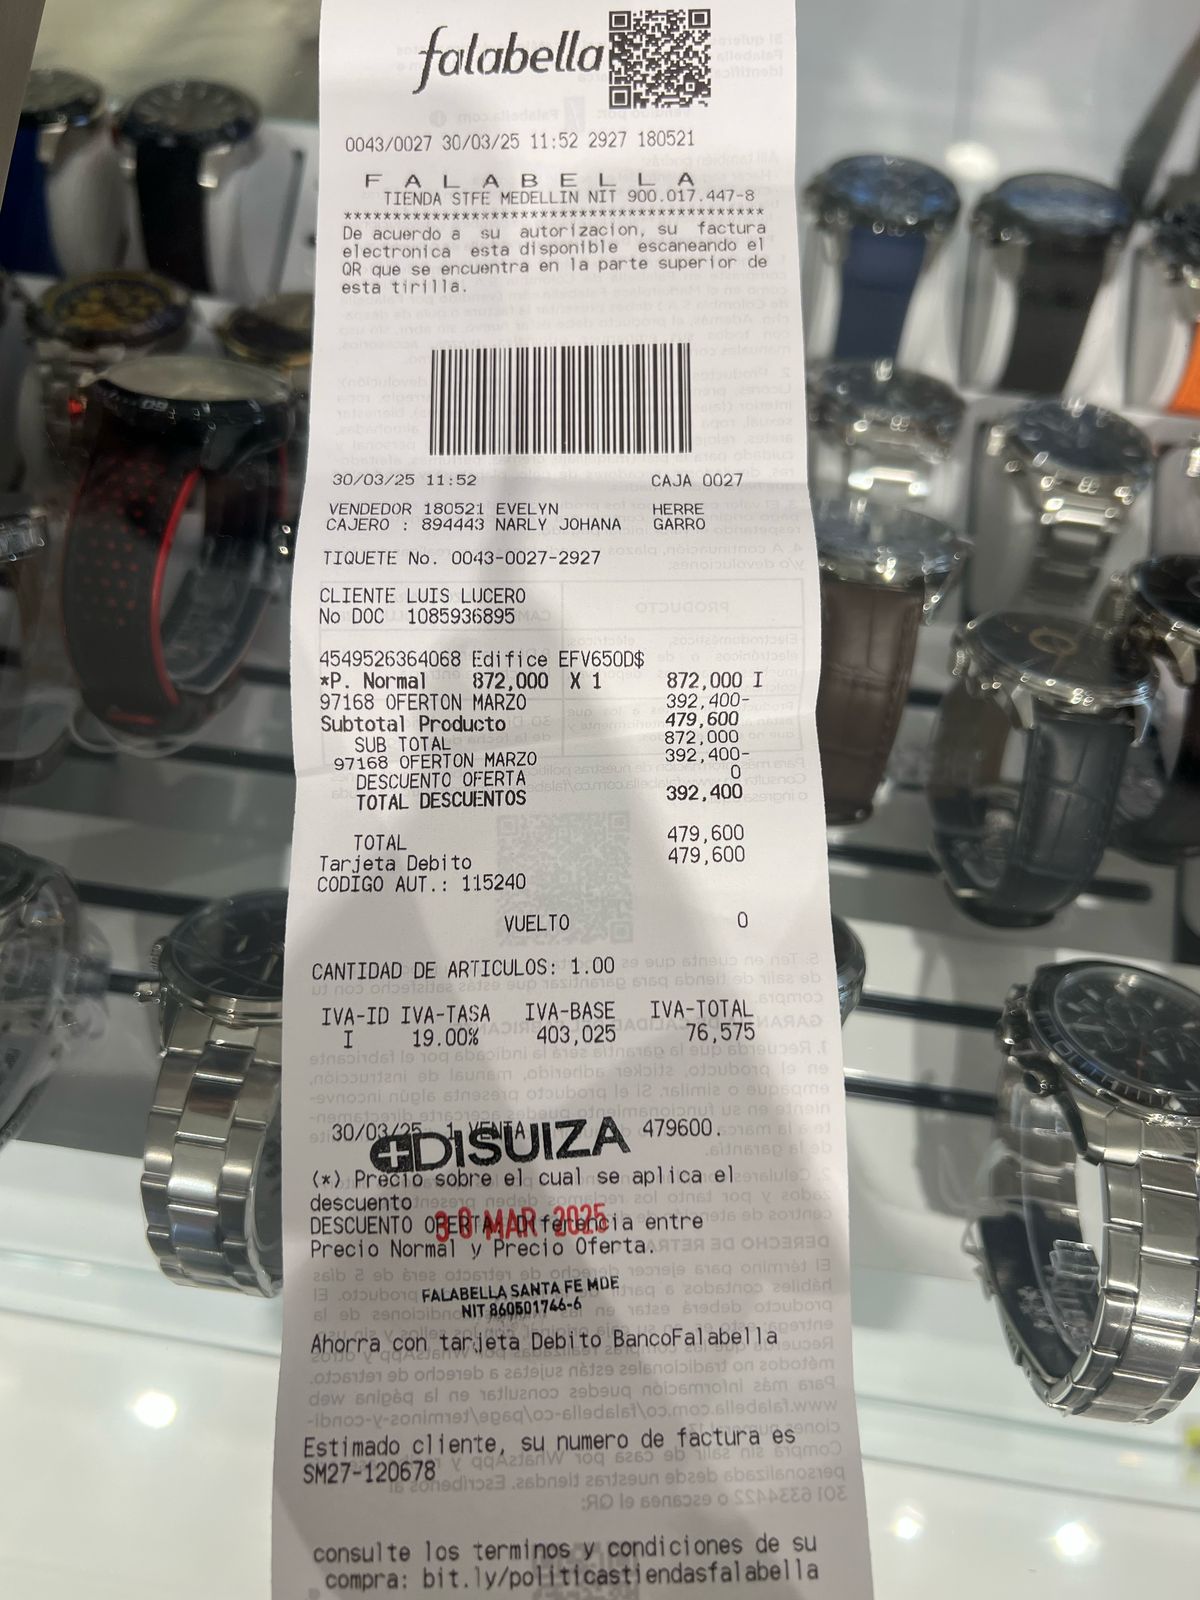 falabella
0043/0027 30/03/25 11:52 2927 180521
F A L A B E L L A
TIENDA STFE MEDELLIN NIT 900.017.447-8
******************************************
De acuerdo a su autorizacion, su factura
electronica esta disponible escaneando el
QR que se encuentra en la parte superior de
esta tirilla.
30/03/25 11:52 CAJA 0027
VENDEDOR 180521 EVELYN HERRE
CAJERO : 894443 NARLY JOHANA GARRO
TIQUETE No. 0043-0027-2927
CLIENTE LUIS LUCERO
No DOC 1085936895
4549526364068 Edifice EFV650D$
*P. Normal 872,000 X 1 872,000 I
97168 OFERTON MARZO 392,400-
Subtotal Producto 479,600
SUB TOTAL 872,000
97168 OFERTON MARZO 392,400-
DESCUENTO OFERTA 0
TOTAL DESCUENTOS 392,400
TOTAL 479,600
Tarjeta Debito 479,600
CODIGO AUT.: 115240
VUELTO 0
CANTIDAD DE ARTICULOS: 1.00
IVA-ID IVA-TASA IVA-BASE IVA-TOTAL
I 19.00% 403,025 76,575
30/03/25 1 VENTA 479600.
DISUIZA
(*) Precio sobre el cual se aplica el
descuento
DESCUENTO OFERTA: Diferencia entre
30 MAR 2025
Precio Normal y Precio Oferta.
FALABELLA SANTA FE MDE
NIT 860501746-6
Ahorra con tarjeta Debito BancoFalabella
Estimado cliente, su numero de factura es
SM27-120678
consulte los terminos y condiciones de su
compra: bit.ly/politicastiendasfalabella